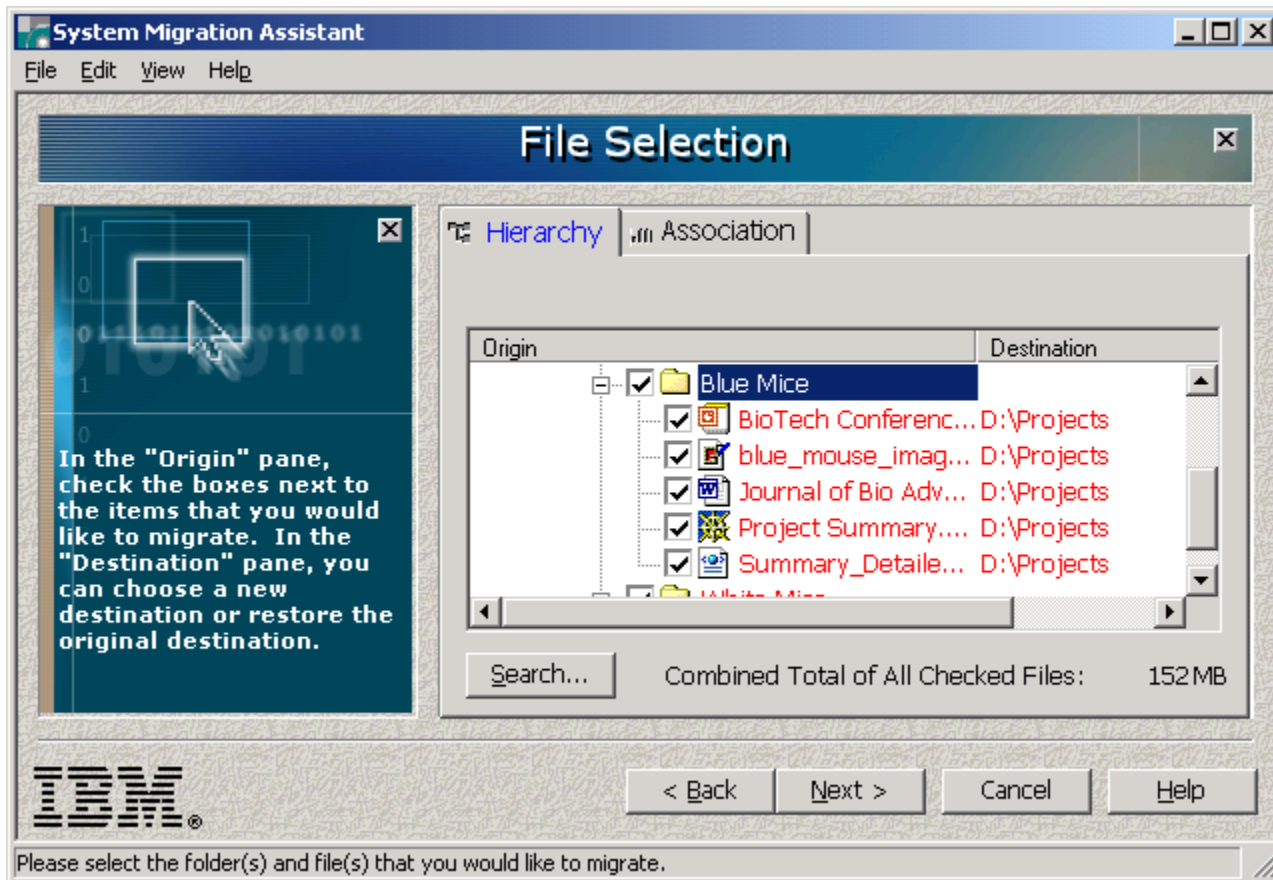 System Migration Assistant
File Edit View Help
File Selection
In the "Origin" pane,
check the boxes next to
the items that you would
like to migrate. In the
"Destination" pane, you
can choose a new
destination or restore the
original destination.
Hierarchy Association
Origin Destination
Blue Mice
BioTech Conferenc... D:\Projects
blue_mouse_imag... D:\Projects
Journal of Bio Adv... D:\Projects
Project Summary.... D:\Projects
Summary_Detaile... D:\Projects
White Mice
Search... Combined Total of All Checked Files: 152MB
IBM®
< Back Next > Cancel Help
Please select the folder(s) and file(s) that you would like to migrate.